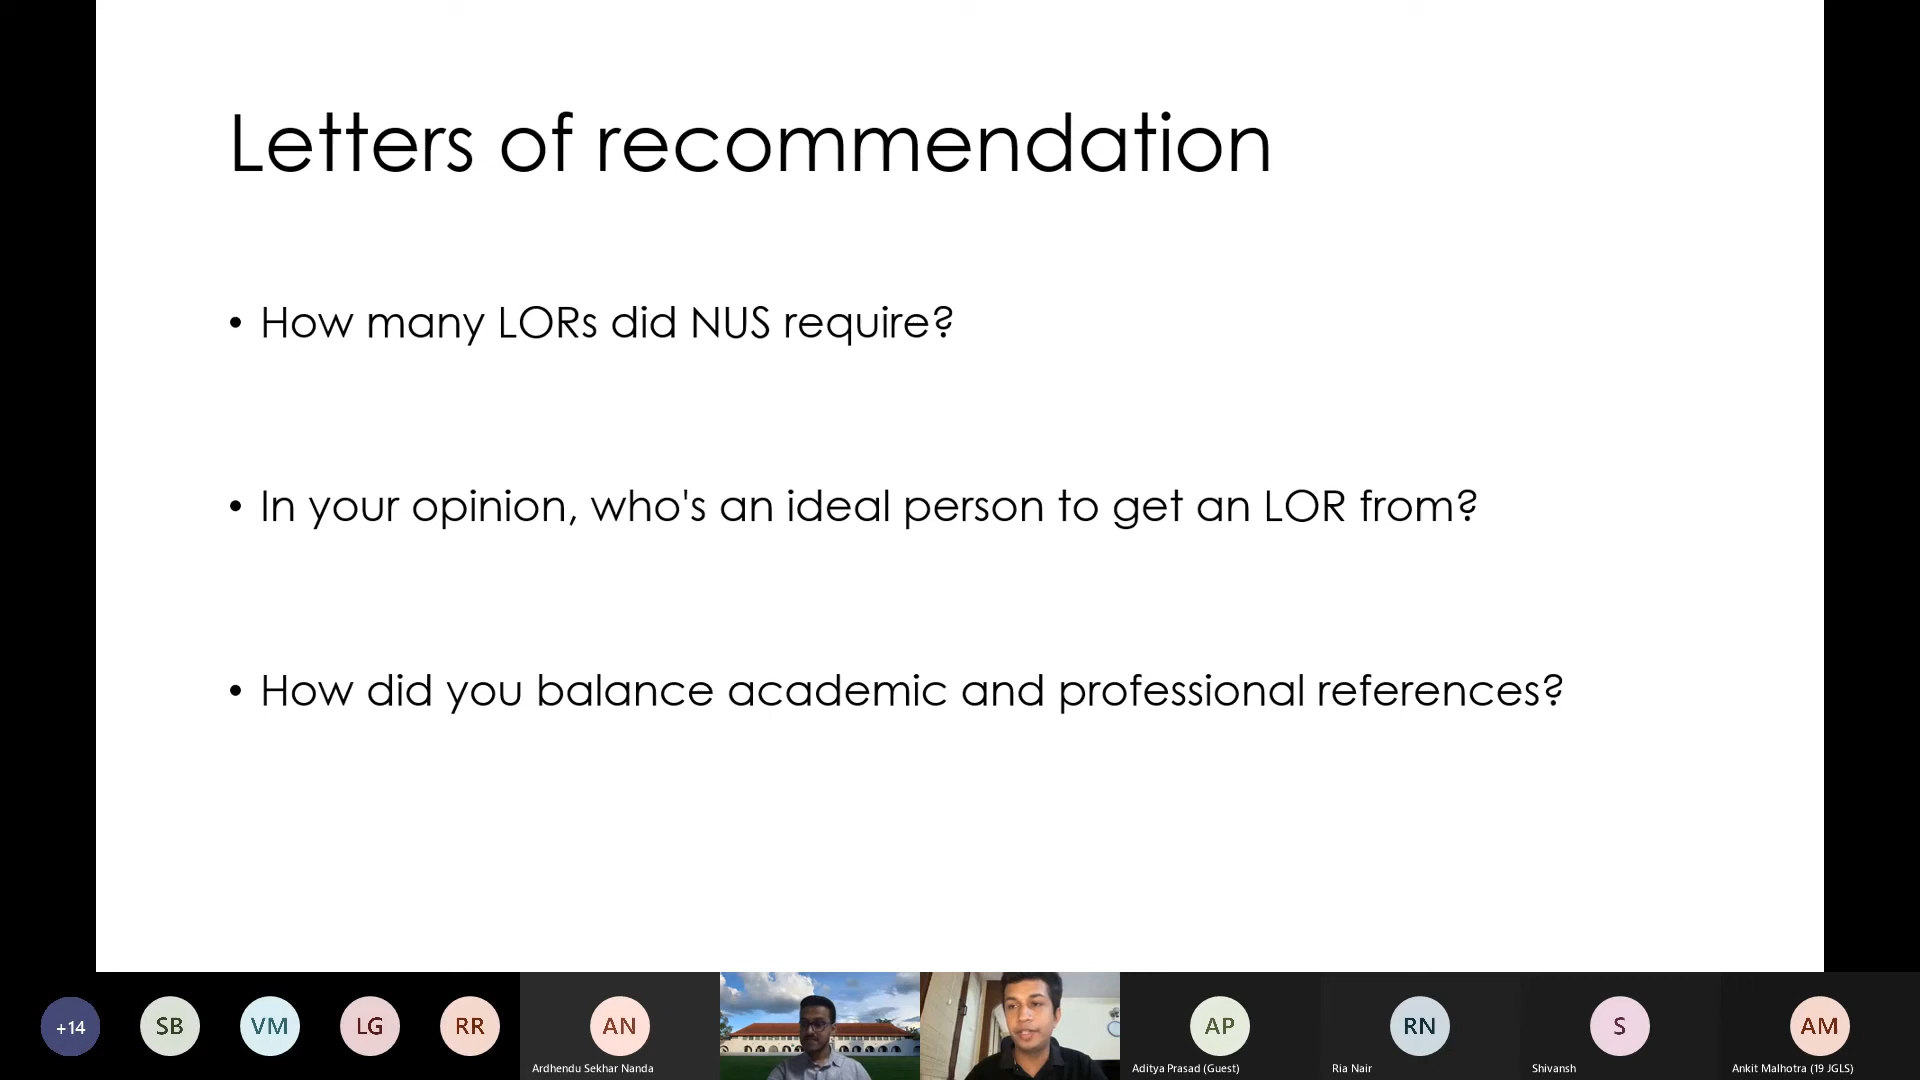 Letters of recommendation
• How many LORs did NUS require?
• In your opinion, who's an ideal person to get an LOR from?
• How did you balance academic and professional references?
+14
SB
VM
LG
RR
AN
Ardhendu Sekhar Nanda
AP
Aditya Prasad (Guest)
RN
Ria Nair
S
Shivansh
AM
Ankit Malhotra (19 JGLS)